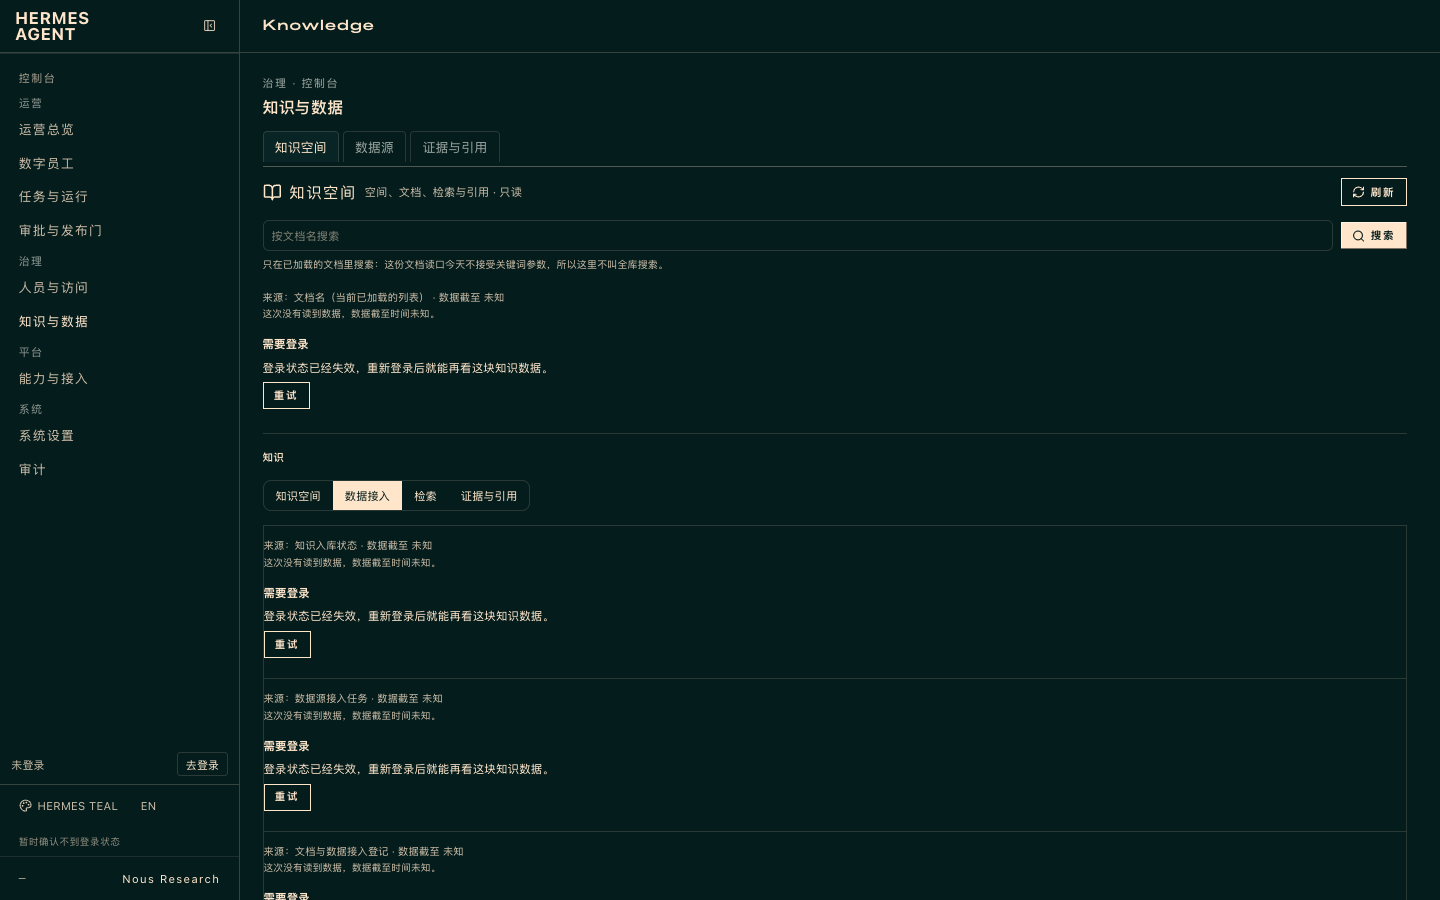 HERMES
AGENT
Knowledge
控制台
运营
运营总览
数字员工
任务与运行
审批与发布门
治理
人员与访问
知识与数据
平台
能力与接入
系统
系统设置
审计
未登录
去登录
HERMES TEAL
EN
暂时确认不到登录状态
–
Nous Research
治理 · 控制台
知识与数据
知识空间
数据源
证据与引用
知识空间 空间、文档、检索与引用 · 只读
刷新
按文档名搜索
搜索
只在已加载的文档里搜索：这份文档读口今天不接受关键词参数，所以这里不叫全库搜索。
来源：文档名（当前已加载的列表） · 数据截至 未知
这次没有读到数据，数据截至时间未知。
需要登录
登录状态已经失效，重新登录后就能再看这块知识数据。
重试
知识
知识空间
数据接入
检索
证据与引用
来源：知识入库状态 · 数据截至 未知
这次没有读到数据，数据截至时间未知。
需要登录
登录状态已经失效，重新登录后就能再看这块知识数据。
重试
来源：数据源接入任务 · 数据截至 未知
这次没有读到数据，数据截至时间未知。
需要登录
登录状态已经失效，重新登录后就能再看这块知识数据。
重试
来源：文档与数据接入登记 · 数据截至 未知
这次没有读到数据，数据截至时间未知。
需要登录